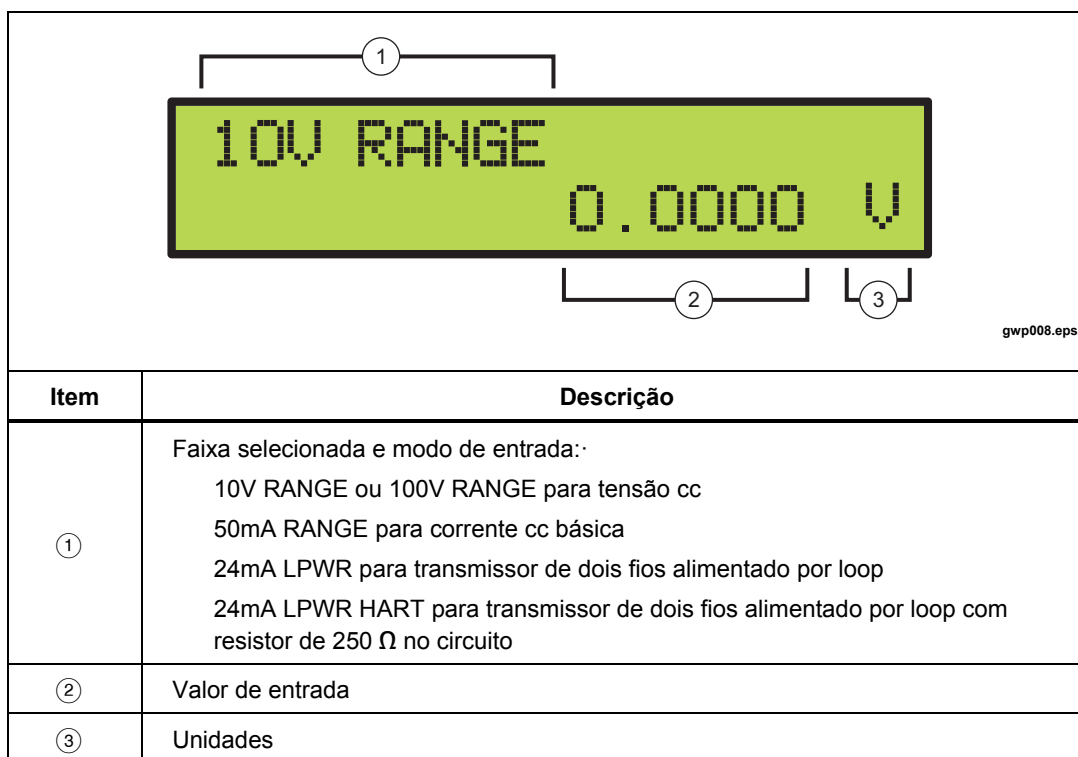 1
10V RANGE
0.0000 V
2
3
gwp008.eps
Item Descrição
1
Faixa selecionada e modo de entrada:·
10V RANGE ou 100V RANGE para tensão cc
50mA RANGE para corrente cc básica
24mA LPWR para transmissor de dois fios alimentado por loop
24mA LPWR HART para transmissor de dois fios alimentado por loop com
resistor de 250 Ω no circuito
2 Valor de entrada
3 Unidades